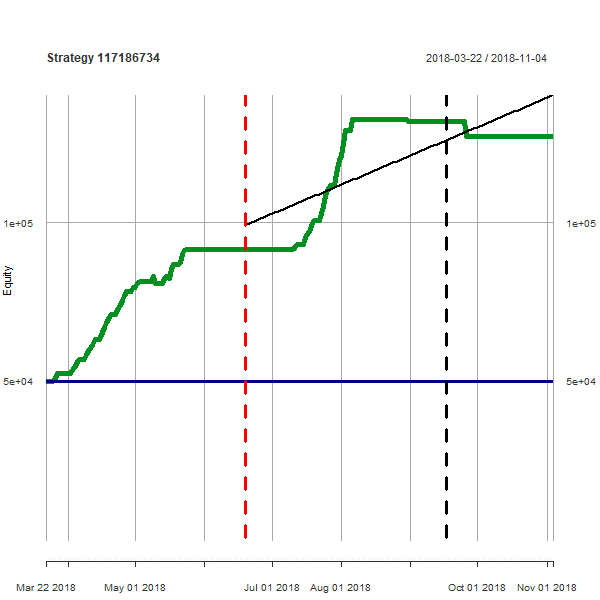 Strategy 117186734 2018-03-22 / 2018-11-04
1e+05 1e+05
Equity
5e+04 5e+04
Mar 22 2018 May 01 2018 Jul 01 2018 Aug 01 2018 Oct 01 2018 Nov 01 2018